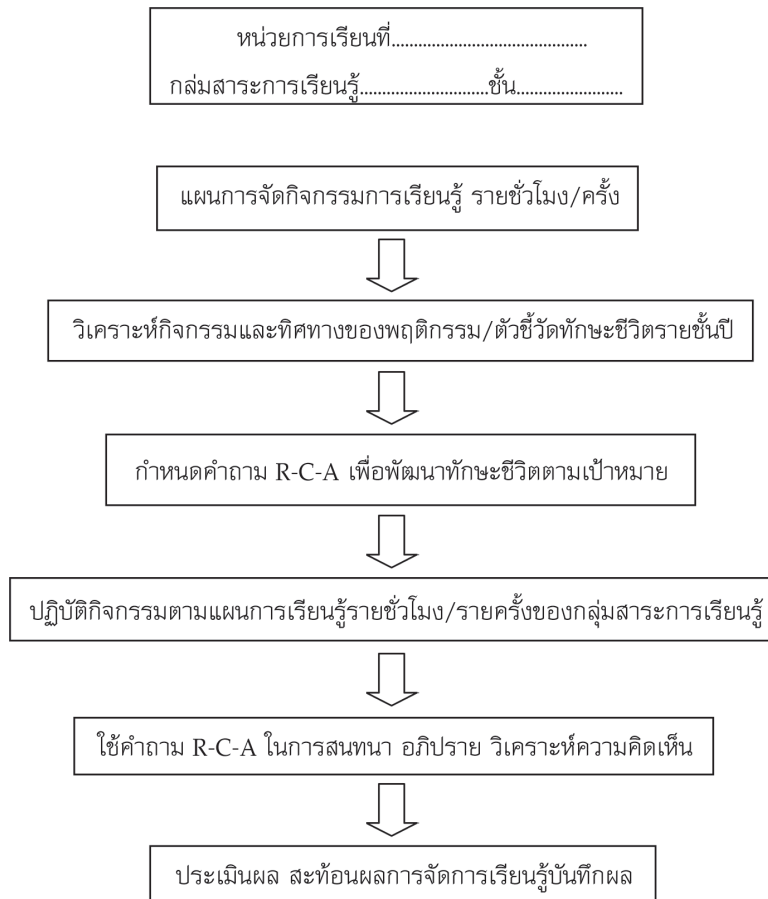 หน่วยการเรียนที่............................................
กล่มสาระการเรียนรู้.............................ชั้น........................
แผนการจัดกิจกรรมการเรียนรู้ รายชั่วโมง/ครั้ง
วิเคราะห์กิจกรรมและทิศทางของพฤติกรรม/ตัวชี้วัดทักษะชีวิตรายชั้นปี
กำหนดคำถาม R-C-A เพื่อพัฒนาทักษะชีวิตตามเป้าหมาย
ปฏิบัติกิจกรรมตามแผนการเรียนรู้รายชั่วโมง/รายครั้งของกลุ่มสาระการเรียนรู้
ใช้คำถาม R-C-A ในการสนทนา อภิปราย วิเคราะห์ความคิดเห็น
ประเมินผล สะท้อนผลการจัดการเรียนรู้บันทึกผล